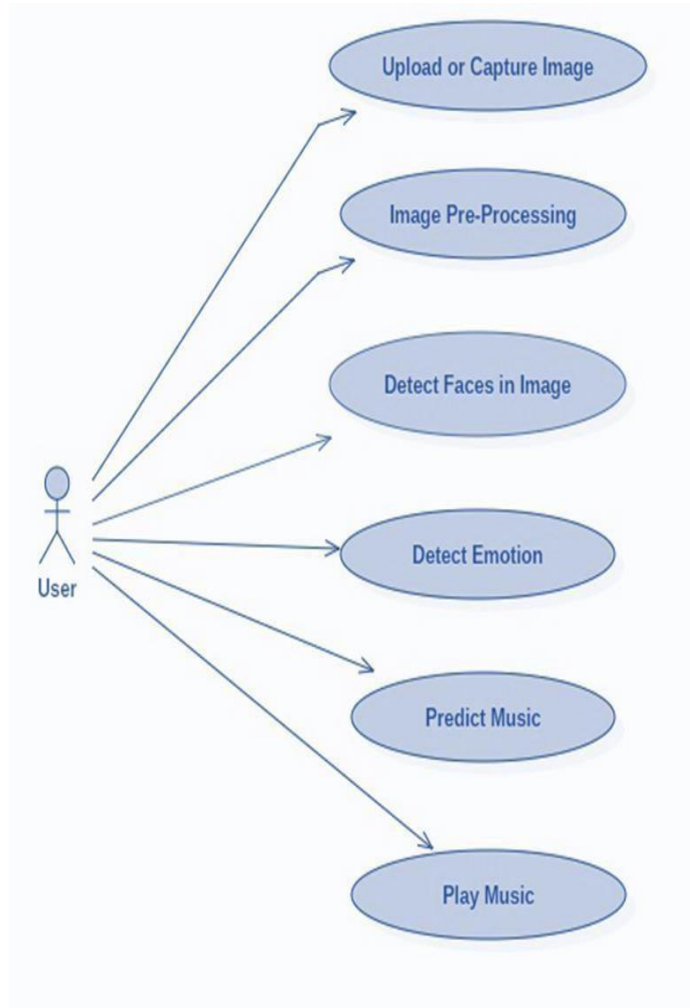 Upload or Capture Image
Image Pre-Processing
Detect Faces in Image
Detect Emotion
User
Predict Music
Play Music